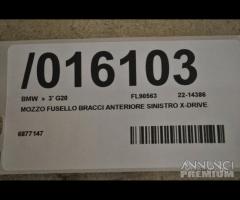 /016103
BMW » 3' G20 FL90563 22-14386
MOZZO FUSELLO BRACCI ANTERIORE SINISTRO X-DRIVE
6877147
ANNUNCI
PREMIUM